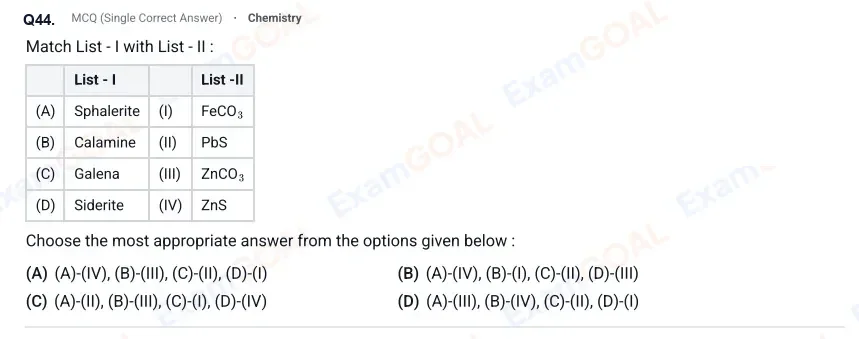 Q44. MCQ (Single Correct Answer) · Chemistry
Match List - I with List - II :
List - I List -II
(A) Sphalerite (I) FeCO₃
(B) Calamine (II) PbS
(C) Galena (III) ZnCO₃
(D) Siderite (IV) ZnS
Choose the most appropriate answer from the options given below :
(A) (A)-(IV), (B)-(III), (C)-(II), (D)-(I)
(B) (A)-(IV), (B)-(I), (C)-(II), (D)-(III)
(C) (A)-(II), (B)-(III), (C)-(I), (D)-(IV)
(D) (A)-(III), (B)-(IV), (C)-(II), (D)-(I)
ExamGOAL
ExamGOAL